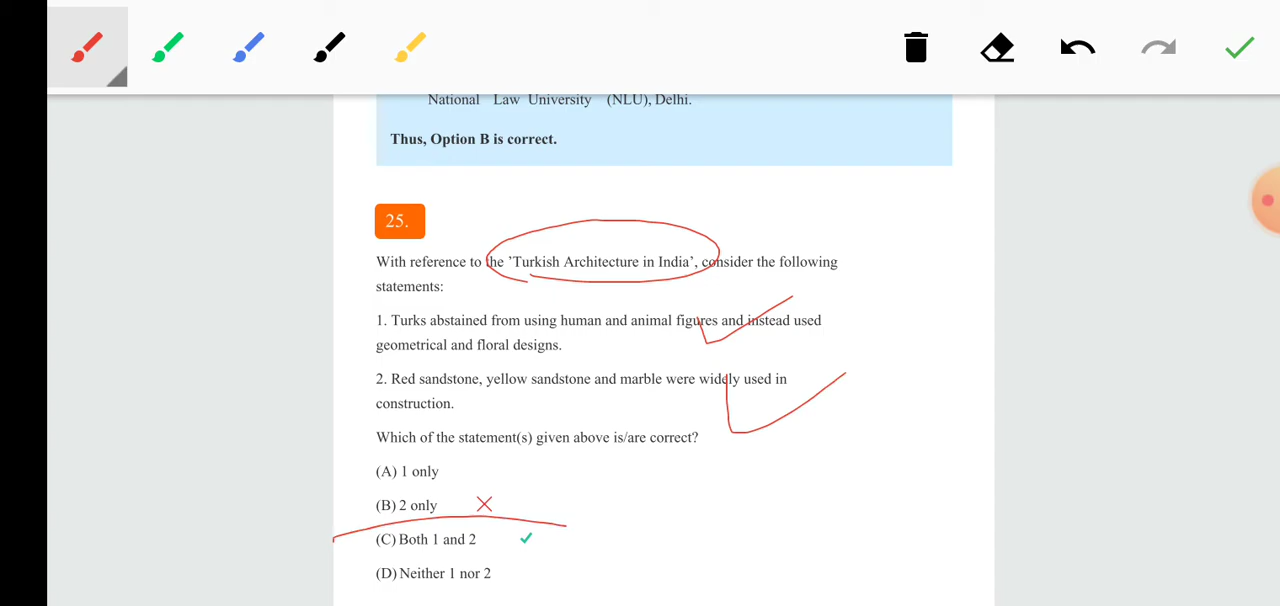 National Law University (NLU), Delhi.
Thus, Option B is correct.
25.
With reference to the ’Turkish Architecture in India’, consider the following
statements:
1. Turks abstained from using human and animal figures and instead used
geometrical and floral designs.
2. Red sandstone, yellow sandstone and marble were widely used in
construction.
Which of the statement(s) given above is/are correct?
(A) 1 only
(B) 2 only
(C) Both 1 and 2
(D) Neither 1 nor 2